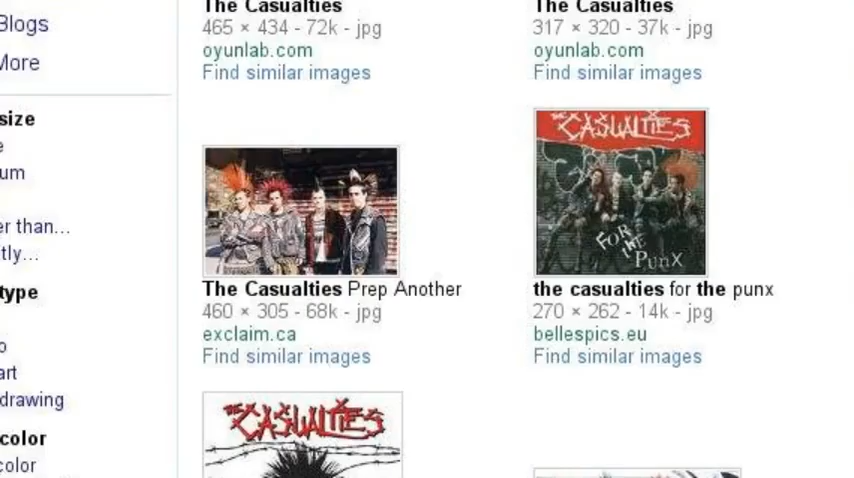 Blogs
More
size
e
um
er than...
tly...
type
o
art
drawing
color
color
The Casualties
465 × 434 - 72k - jpg
oyunlab.com
Find similar images
The Casualties
317 × 320 - 37k - jpg
oyunlab.com
Find similar images
The Casualties Prep Another
460 × 305 - 68k - jpg
exclaim.ca
Find similar images
THE CASUALTIES
FOR
THE
PUNX
the casualties for the punx
270 × 262 - 14k - jpg
bellespics.eu
Find similar images
THE CASUALTIES